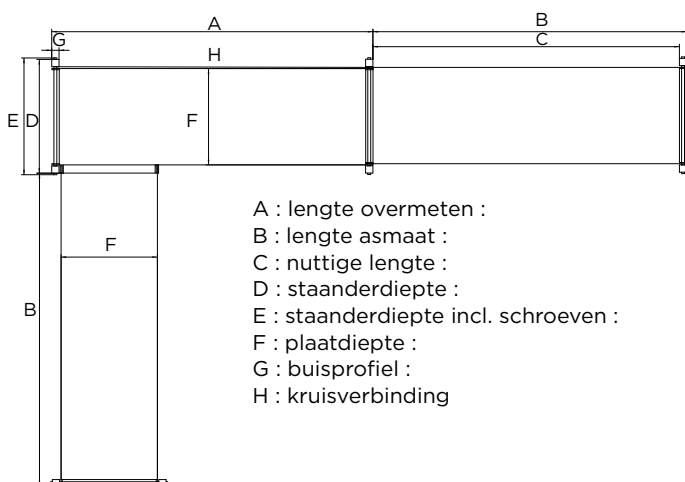 A
B
G
C
H
E
D
F
F
B
A : lengte overmeten :
B : lengte asmaat :
C : nuttige lengte :
D : staanderdiepte :
E : staanderdiepte incl. schroeven :
F : plaatdiepte :
G : buisprofiel :
H : kruisverbinding